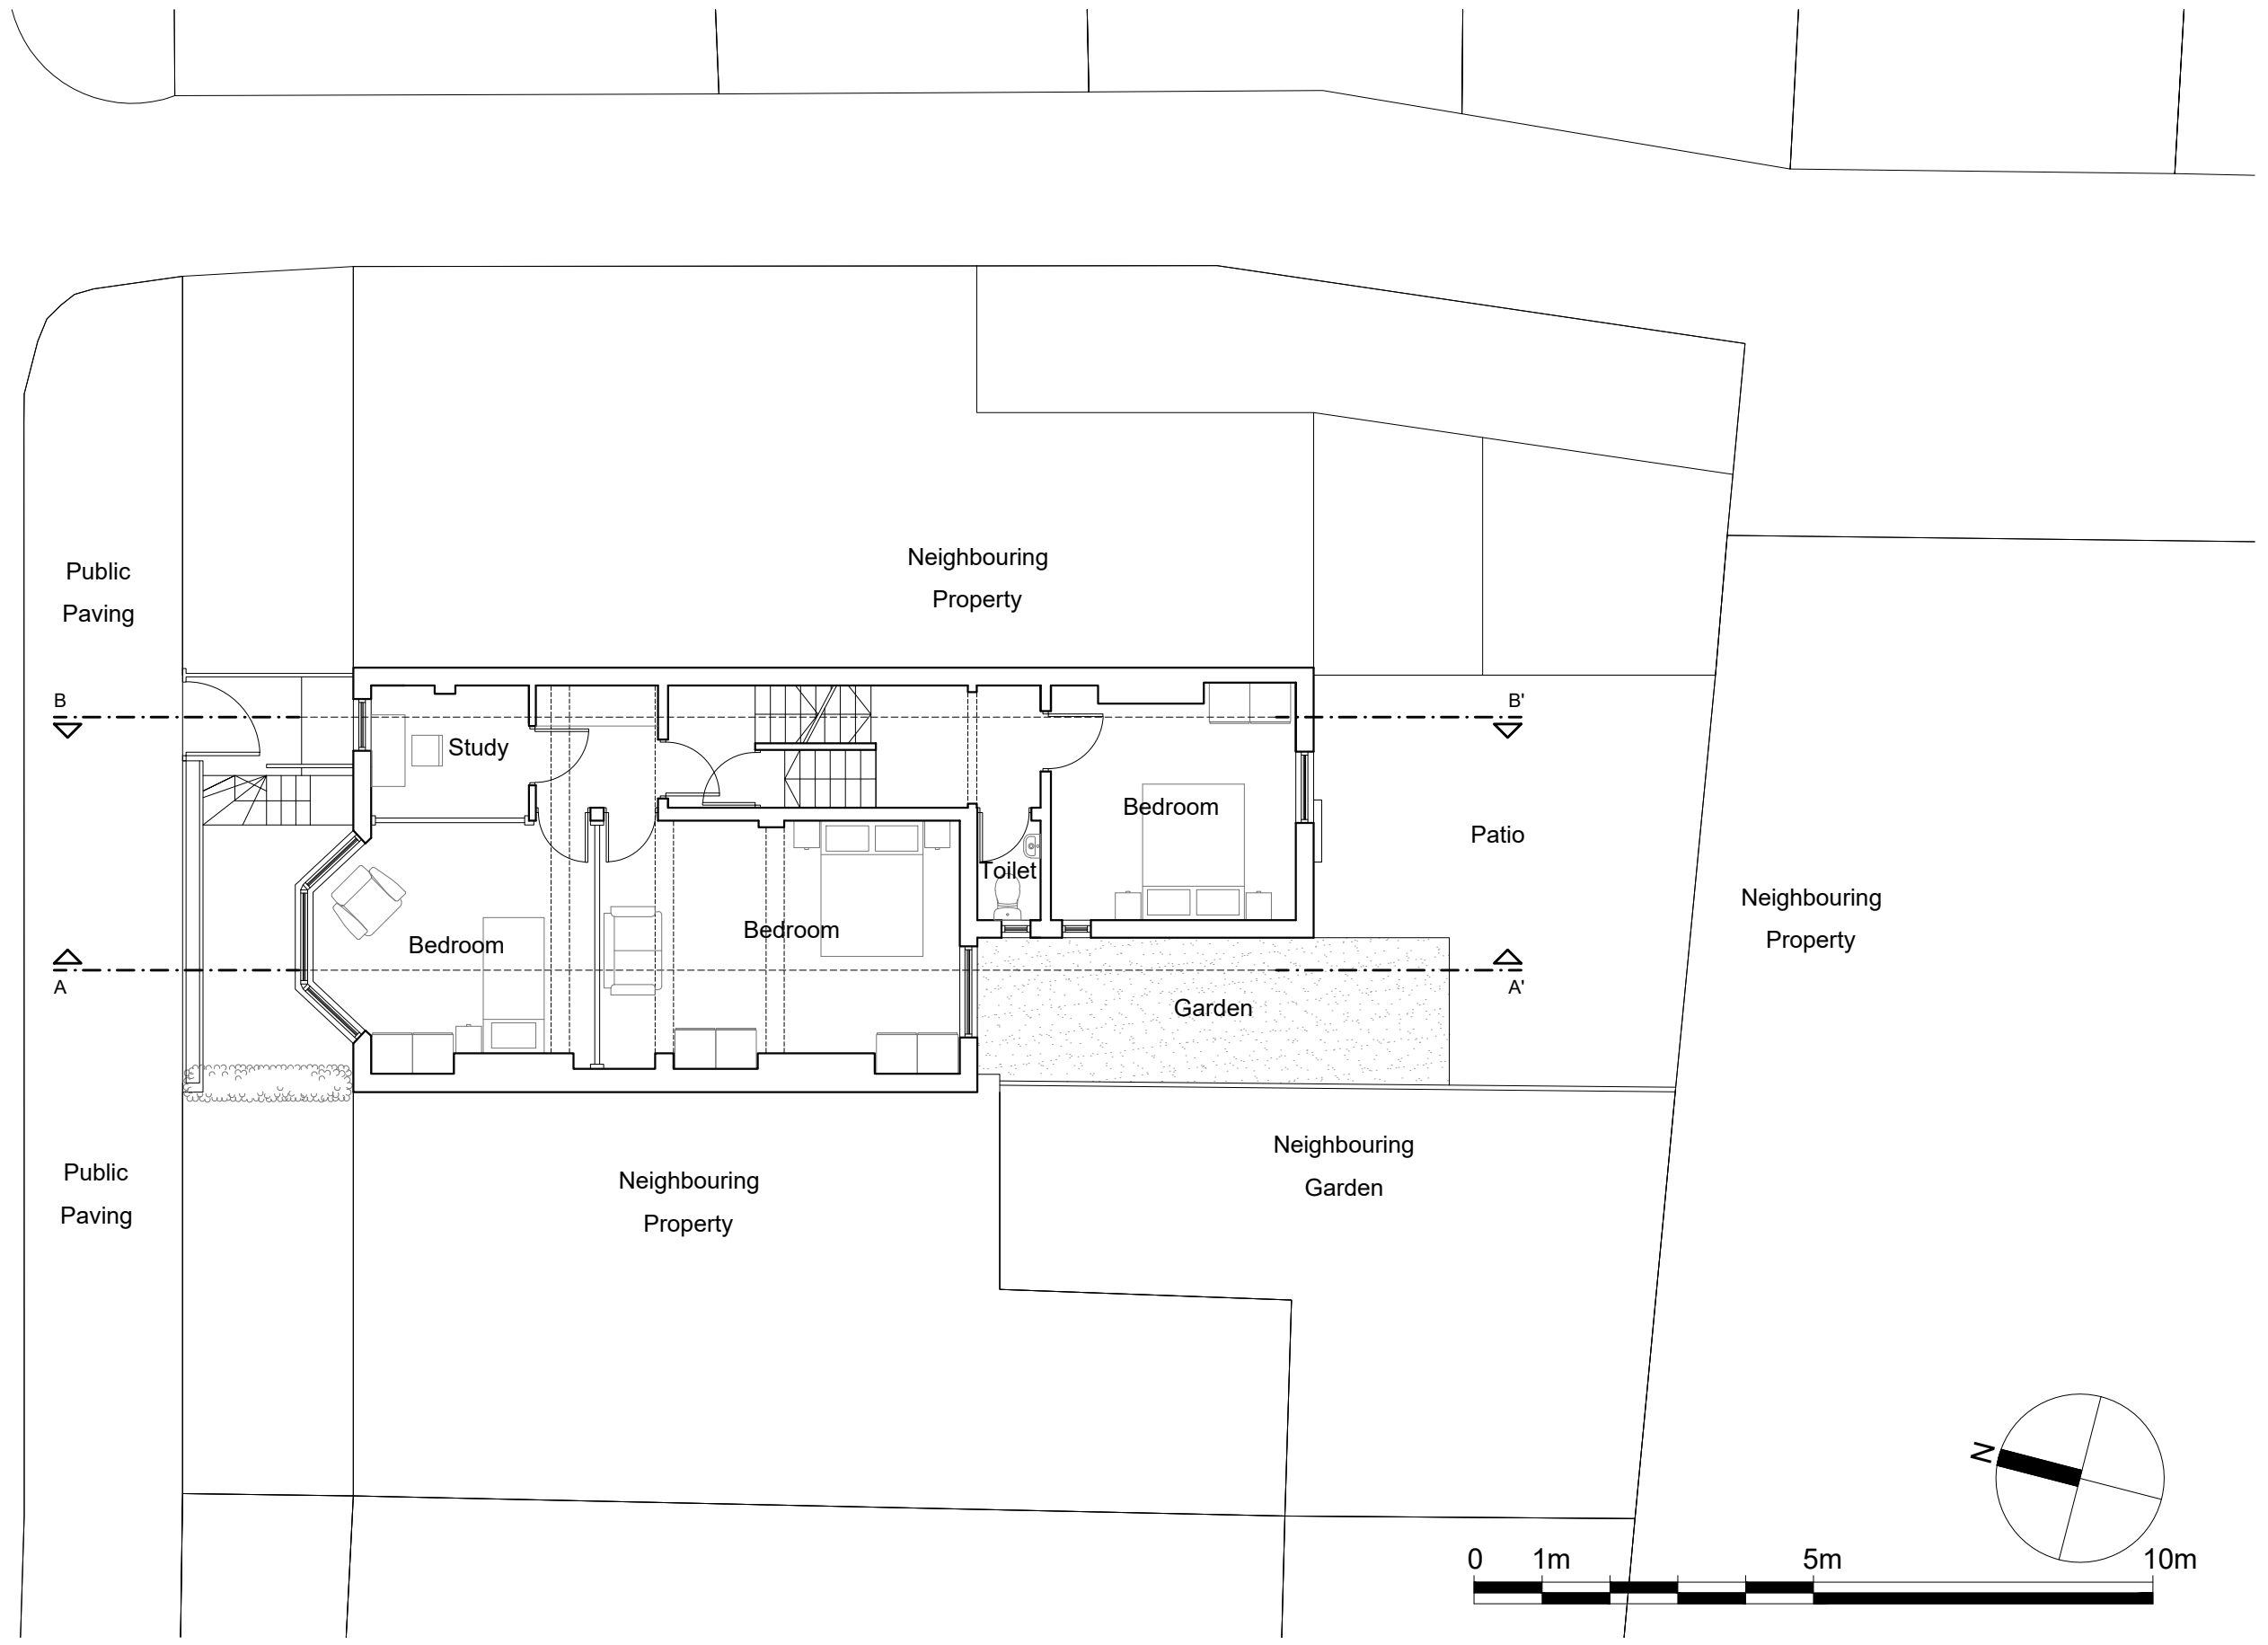 Neighbouring
Property
Public
Paving
B
B'
Study
Bedroom
Patio
Toilet
Neighbouring
Property
Bedroom
Bedroom
A
A'
Garden
Neighbouring
Garden
Public
Paving
Neighbouring
Property
N
0 1m 5m 10m